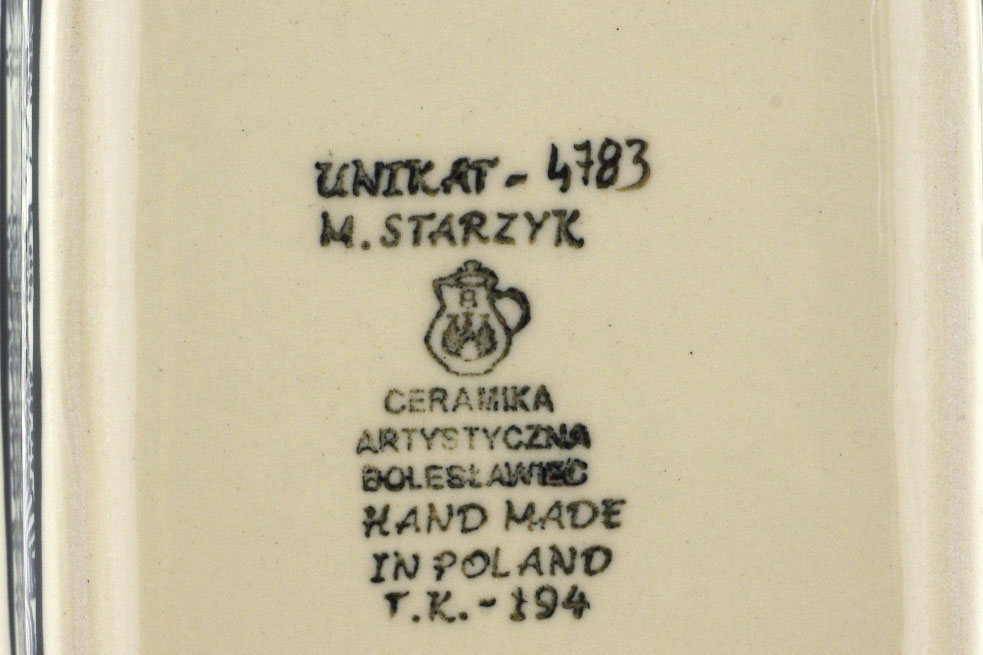 UNIKAT - 4783
M. STARZYK
CERAMIKA
ARTYSTYCZNA
BOLESŁAWIEC
HAND MADE
IN POLAND
T.K. - 194